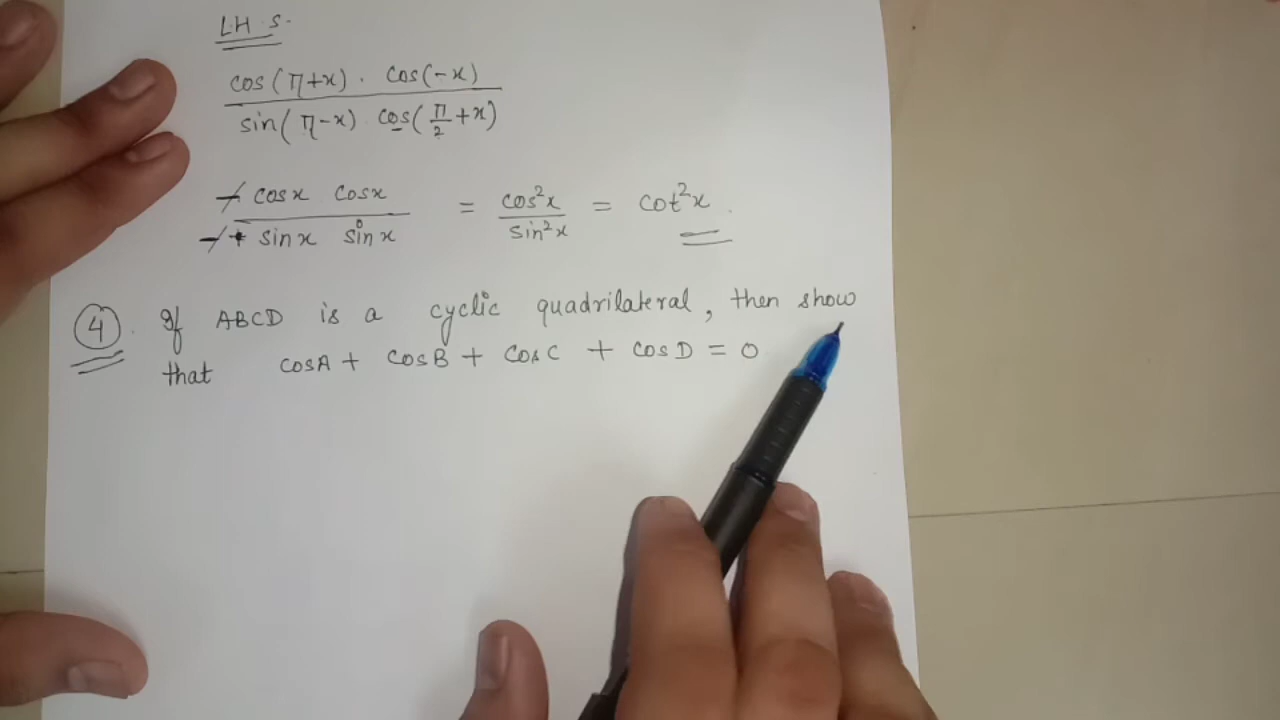 LHS.
cos(π+x) . cos(-x)
sin(π-x) cos(π/2+x)
- cosx cosx = cos²x = cot²x.
-+ sinx sinx sin²x
④. If ABCD is a cyclic quadrilateral, then show
that cosA + cosB + cosC + cosD = 0